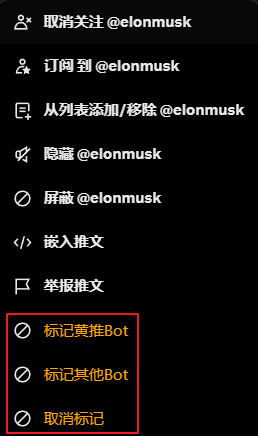 取消关注 @elonmusk
订阅 到 @elonmusk
从列表添加/移除 @elonmusk
隐藏 @elonmusk
屏蔽 @elonmusk
嵌入推文
举报推文
标记黄推Bot
标记其他Bot
取消标记